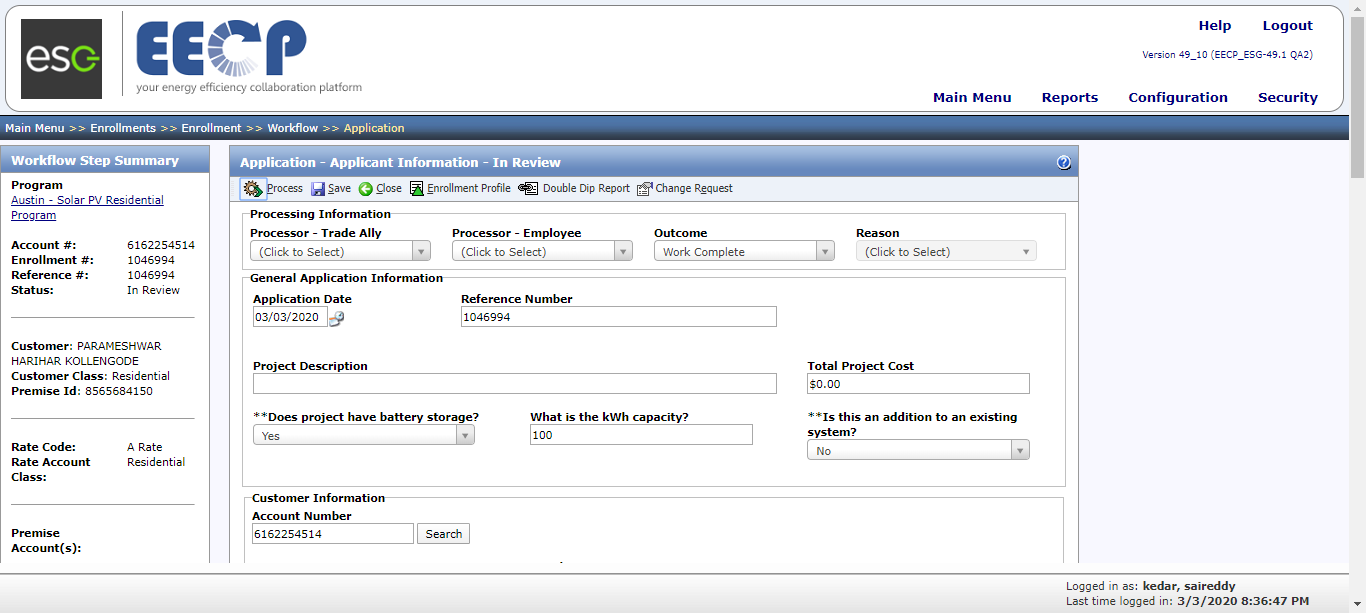 esc
EECP
your energy efficiency collaboration platform
Help Logout
Version 49_10 (EECP_ESG-49.1 QA2)
Main Menu Reports Configuration Security
Main Menu >> Enrollments >> Enrollment >> Workflow >> Application
Workflow Step Summary
Program
Austin - Solar PV Residential
Program
Account #: 6162254514
Enrollment #: 1046994
Reference #: 1046994
Status: In Review
Customer: PARAMESHWAR
HARIHAR KOLLENGODE
Customer Class: Residential
Premise Id: 8565684150
Rate Code: A Rate
Rate Account Residential
Class:
Premise
Account(s):
Application - Applicant Information - In Review
Process Save Close Enrollment Profile Double Dip Report Change Request
Processing Information
Processor - Trade Ally Processor - Employee Outcome Reason
(Click to Select) (Click to Select) Work Complete (Click to Select)
General Application Information
Application Date Reference Number
03/03/2020 1046994
Project Description Total Project Cost
$0.00
**Does project have battery storage? What is the kWh capacity? **Is this an addition to an existing
system?
Yes 100 No
Customer Information
Account Number
6162254514 Search
Logged in as: kedar, saireddy
Last time logged in: 3/3/2020 8:36:47 PM